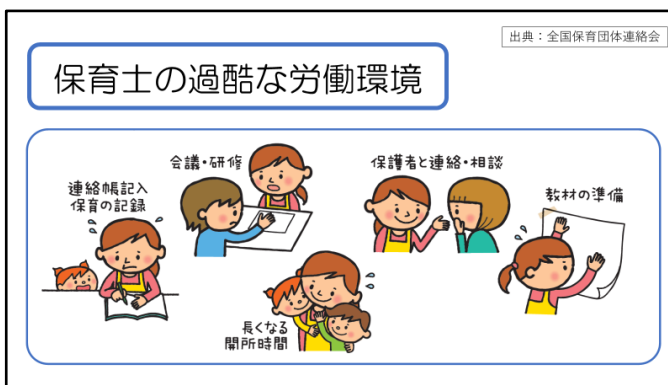 出典：全国保育団体連絡会
保育士の過酷な労働環境
連絡帳記入
保育の記録
会議・研修
保護者と連絡・相談
教材の準備
長くなる
開所時間